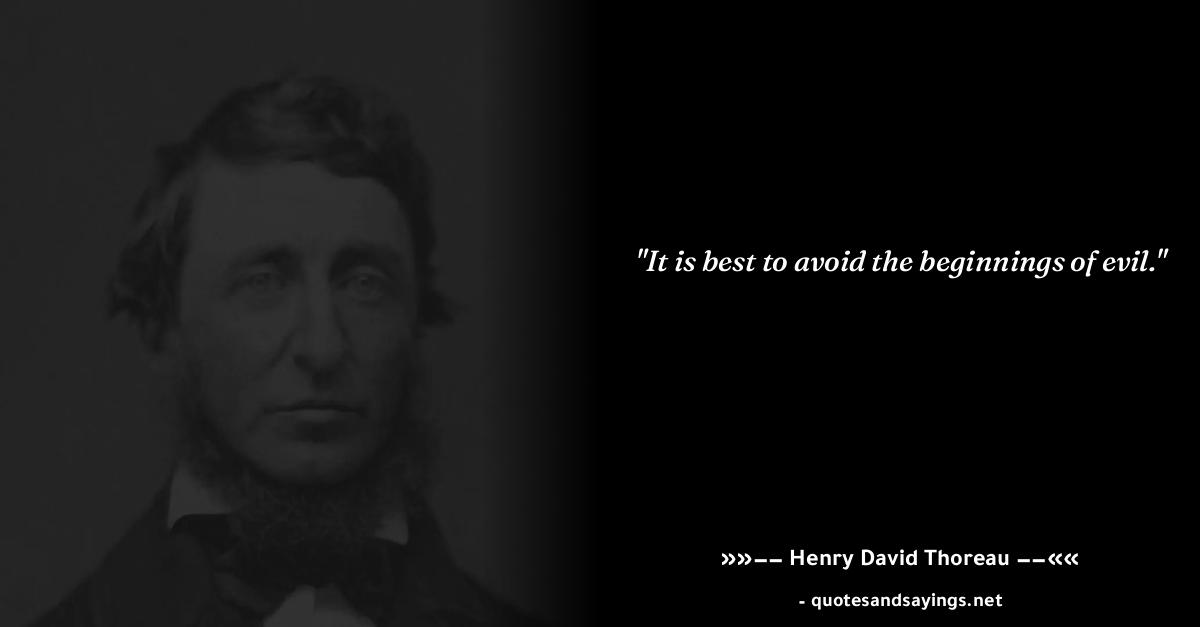 "It is best to avoid the beginnings of evil."
»»−− Henry David Thoreau −−««
- quotesandsayings.net